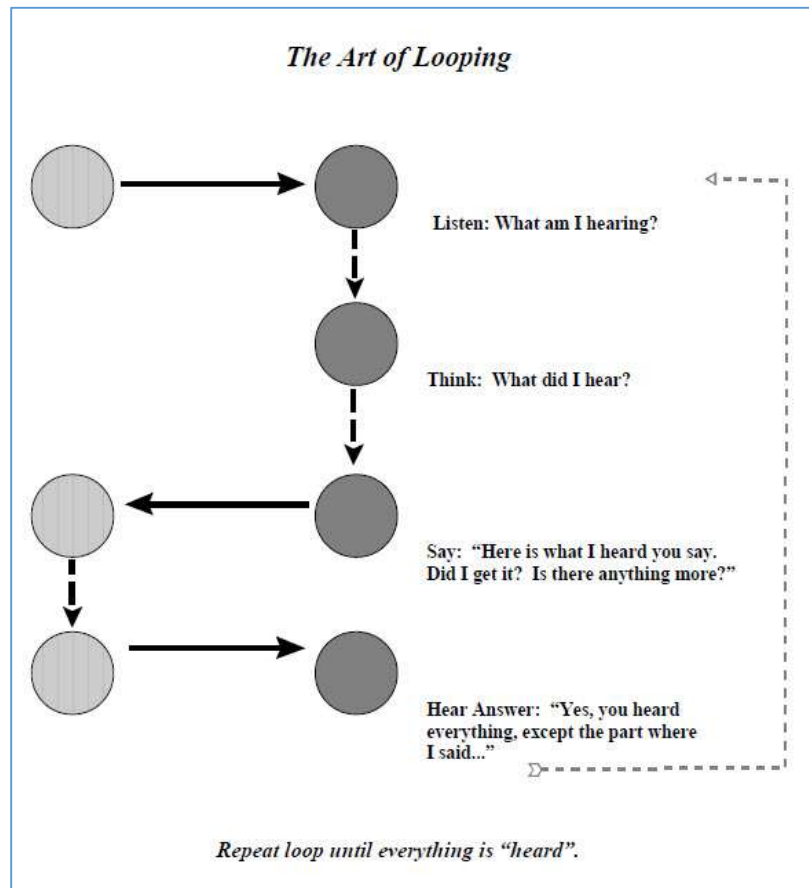 The Art of Looping
Listen: What am I hearing?
Think: What did I hear?
Say: “Here is what I heard you say.
Did I get it? Is there anything more?”
Hear Answer: “Yes, you heard
everything, except the part where
I said...”
Repeat loop until everything is “heard”.